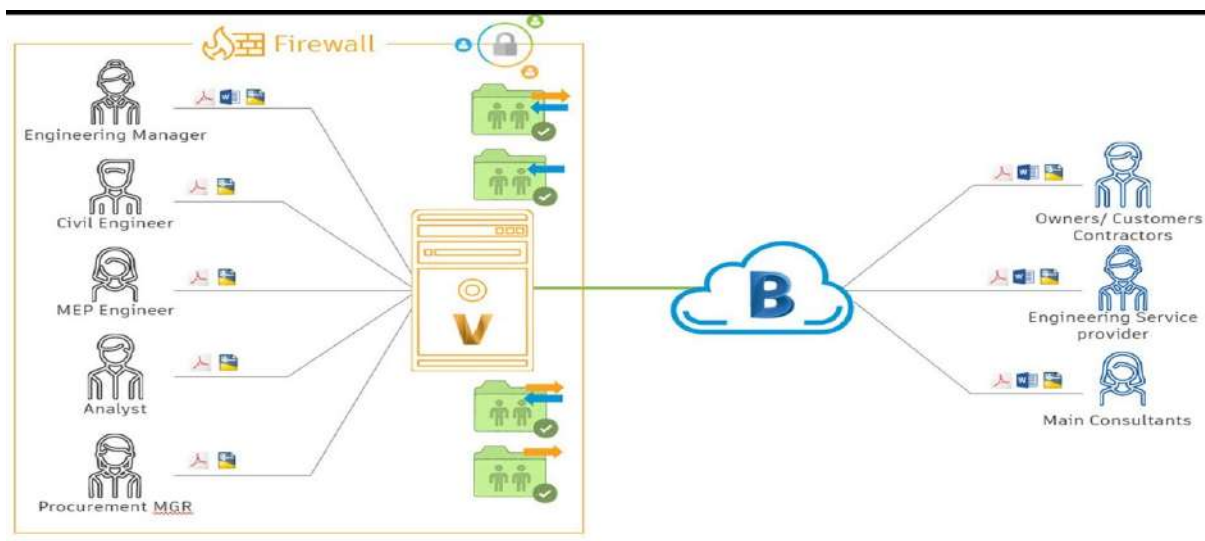 Firewall
Engineering Manager
Civil Engineer
MEP Engineer
Analyst
Procurement MGR
V
B
Owners/ Customers
Contractors
Engineering Service
provider
Main Consultants